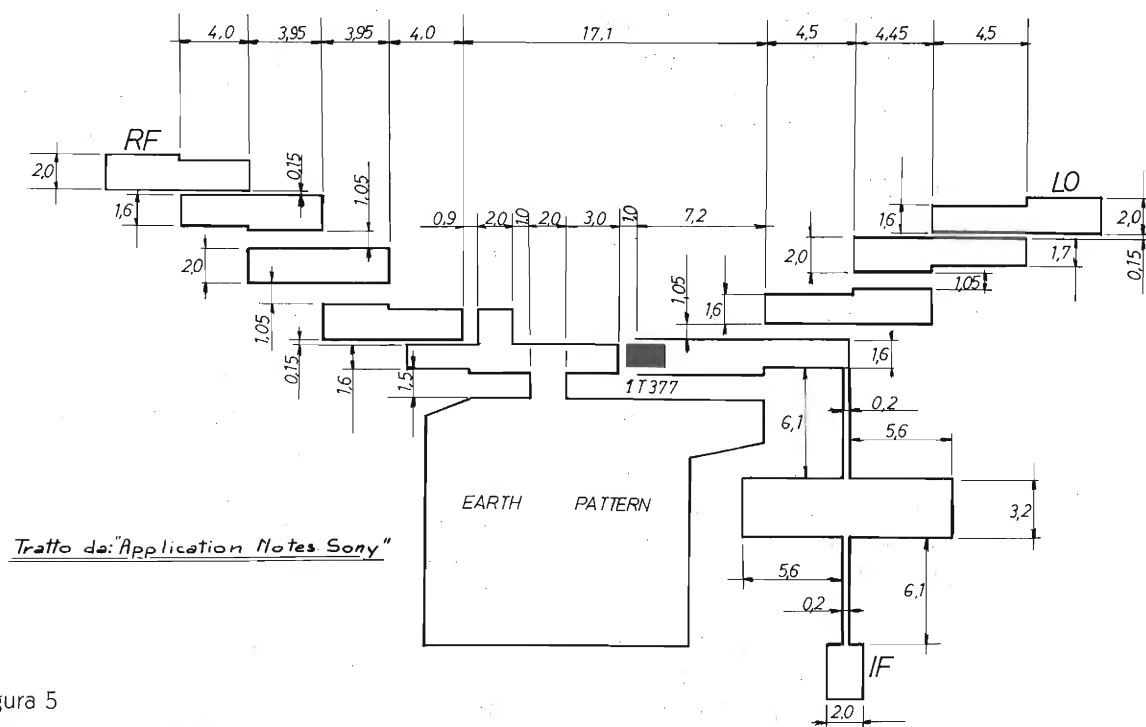 4,0 3,95 3,95 4,0 17,1 4,5 4,45 4,5
RF
2,0
0,15
1,6
1,05
2,0
1,05
0,15
1,6
1,5
0,9 2,0 1,0 2,0 3,0 1,0 7,2
LO
1,6
2,0
2,0
1,7
0,15
1,05
1,05
1,6
1,6
1T377
0,2
6,1
5,6
EARTH PATTERN
3,2
Tratto da: "Application Notes Sony"
5,6
6,1
0,2
IF
gura 5
2,0